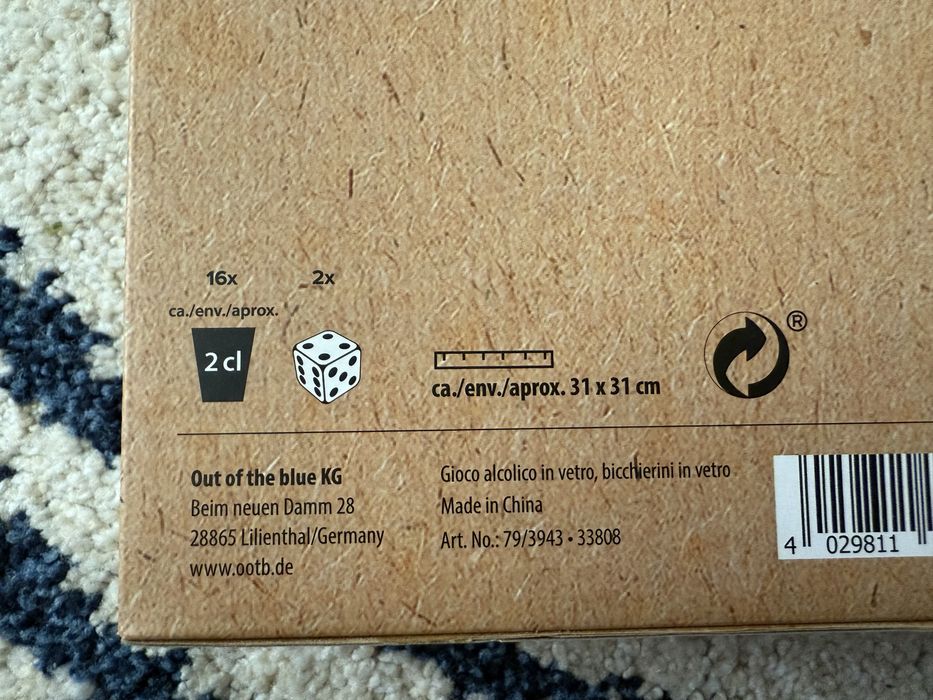 16x
2x
ca./env./aprox.
2 cl
ca./env./aprox. 31 x 31 cm
®
Out of the blue KG
Beim neuen Damm 28
28865 Lilienthal/Germany
www.ootb.de
Gioco alcolico in vetro, bicchierini in vetro
Made in China
Art. No.: 79/3943 • 33808
4 029811